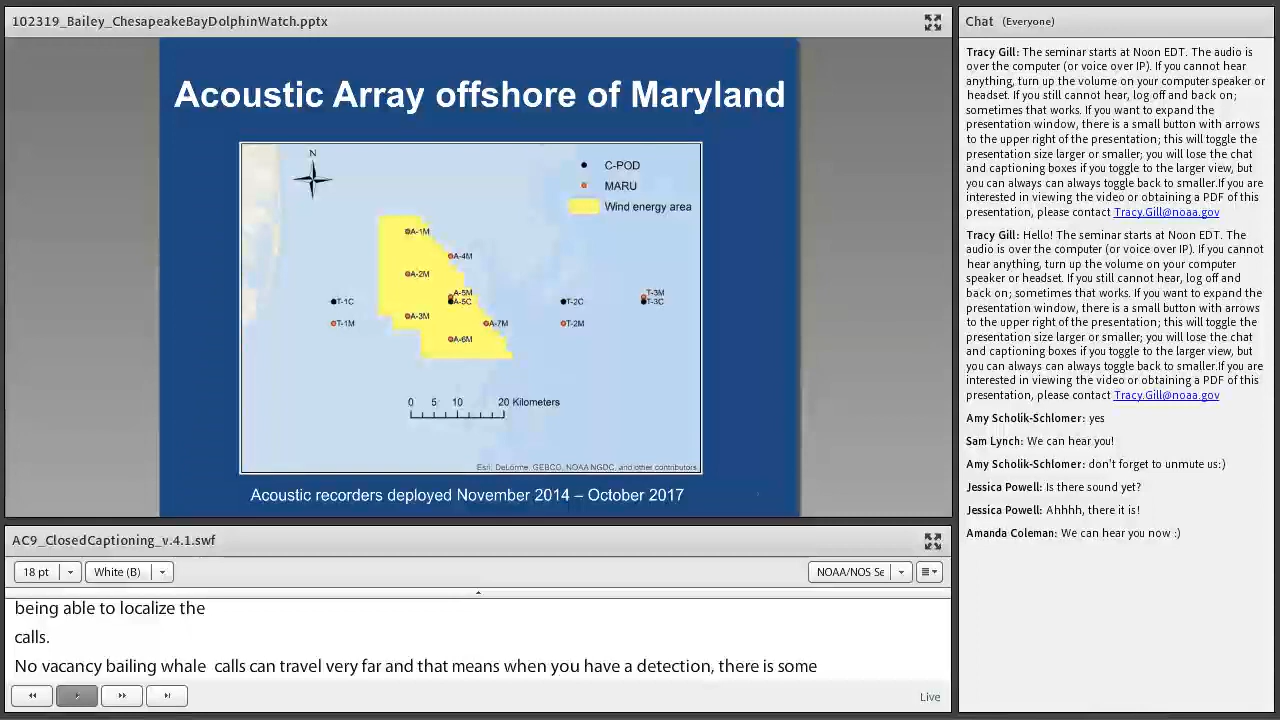 102319_Bailey_ChesapeakeBayDolphinWatch.pptx
Acoustic Array offshore of Maryland
N
C-POD
MARU
Wind energy area
A-1M
A-4M
A-2M
A-5M
A-5C
T-1C
T-2C
T-3M
T-3C
A-3M
T-1M
A-7M
T-2M
A-6M
0 5 10 20 Kilometers
Esri, DeLorme, GEBCO, NOAA NGDC, and other contributors
Acoustic recorders deployed November 2014 – October 2017
AC9_ClosedCaptioning_v.4.1.swf
18 pt
White (B)
NOAA/NOS Se
being able to localize the
calls.
No vacancy bailing whale calls can travel very far and that means when you have a detection, there is some
Live
Chat (Everyone)
Tracy Gill: The seminar starts at Noon EDT. The audio is
over the computer (or voice over IP). If you cannot hear
anything, turn up the volume on your computer speaker or
headset. If you still cannot hear, log off and back on;
sometimes that works. If you want to expand the
presentation window, there is a small button with arrows
to the upper right of the presentation; this will toggle the
presentation size larger or smaller; you will lose the chat
and captioning boxes if you toggle to the larger view, but
you can always can always toggle back to smaller.If you are
interested in viewing the video or obtaining a PDF of this
presentation, please contact Tracy.Gill@noaa.gov
Tracy Gill: Hello! The seminar starts at Noon EDT. The
audio is over the computer (or voice over IP). If you cannot
hear anything, turn up the volume on your computer
speaker or headset. If you still cannot hear, log off and
back on; sometimes that works. If you want to expand the
presentation window, there is a small button with arrows
to the upper right of the presentation; this will toggle the
presentation size larger or smaller; you will lose the chat
and captioning boxes if you toggle to the larger view, but
you can always can always toggle back to smaller.If you are
interested in viewing the video or obtaining a PDF of this
presentation, please contact Tracy.Gill@noaa.gov
Amy Scholik-Schlomer: yes
Sam Lynch: We can hear you!
Amy Scholik-Schlomer: don't forget to unmute us:)
Jessica Powell: Is there sound yet?
Jessica Powell: Ahhhh, there it is!
Amanda Coleman: We can hear you now :)